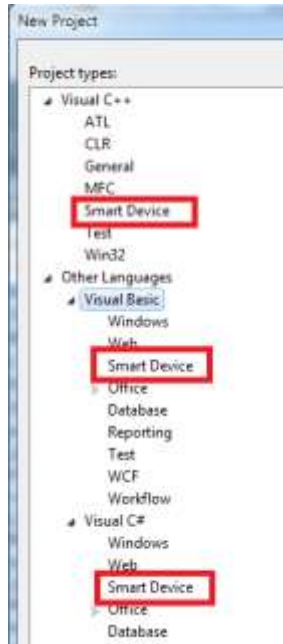 New Project
Project types:
Visual C++
ATL
CLR
General
MFC
Smart Device
Test
Win32
Other Languages
Visual Basic
Windows
Web
Smart Device
Office
Database
Reporting
Test
WCF
Workflow
Visual C#
Windows
Web
Smart Device
Office
Database